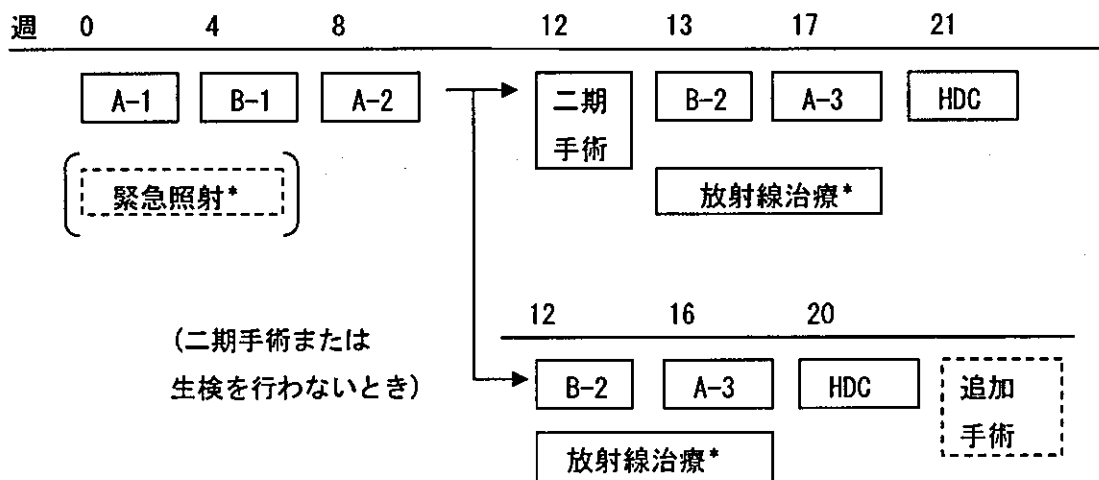 週 0 4 8 12 13 17 21
A-1 B-1 A-2 二期 B-2 A-3 HDC
手術
緊急照射* 放射線治療*
12 16 20
(二期手術または
生検を行わないとき) B-2 A-3 HDC 追加
手術
放射線治療*